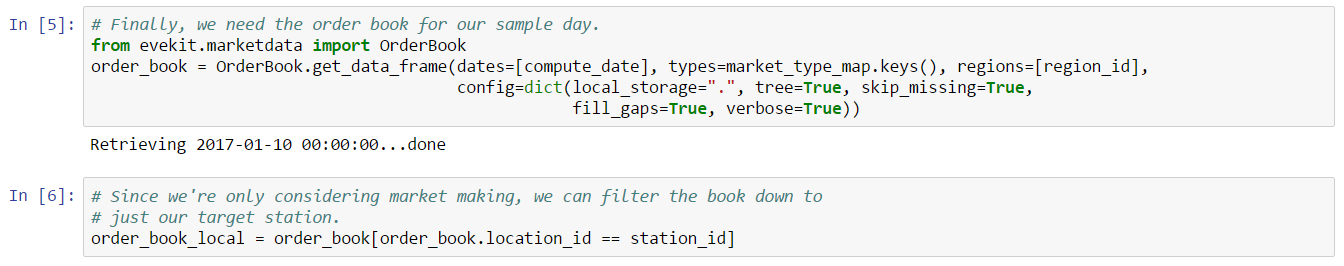 In [5]: # Finally, we need the order book for our sample day.
from evekit.marketdata import OrderBook
order_book = OrderBook.get_data_frame(dates=[compute_date], types=market_type_map.keys(), regions=[region_id],
config=dict(local_storage=".", tree=True, skip_missing=True,
fill_gaps=True, verbose=True))
Retrieving 2017-01-10 00:00:00...done
In [6]: # Since we're only considering market making, we can filter the book down to
# just our target station.
order_book_local = order_book[order_book.location_id == station_id]